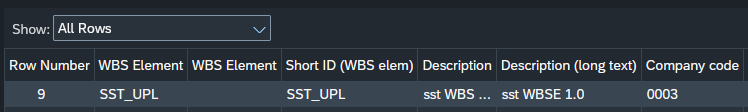 Show: All Rows
Row Number WBS Element WBS Element Short ID (WBS elem) Description Description (long text) Company code
9 SST_UPL SST_UPL sst WBS ... sst WBSE 1.0 0003